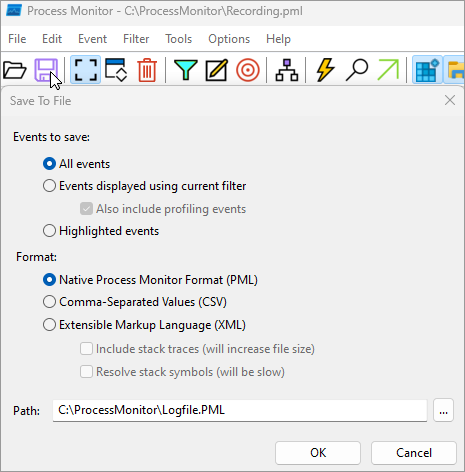 Process Monitor - C:\ProcessMonitor\Recording.pml
File Edit Event Filter Tools Options Help
Save To File
Events to save:
All events
Events displayed using current filter
Also include profiling events
Highlighted events
Format:
Native Process Monitor Format (PML)
Comma-Separated Values (CSV)
Extensible Markup Language (XML)
Include stack traces (will increase file size)
Resolve stack symbols (will be slow)
Path: C:\ProcessMonitor\Logfile.PML ...
OK Cancel